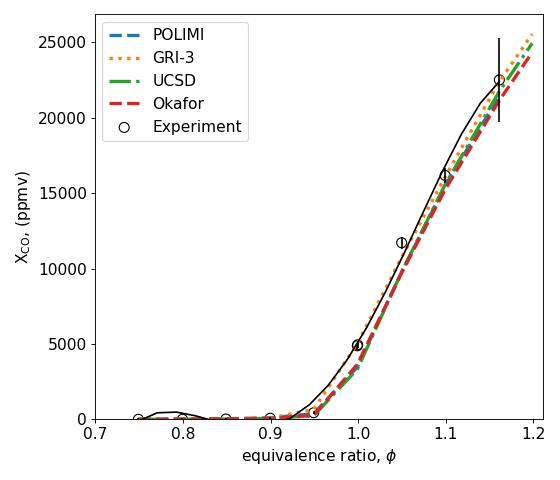 POLIMI
GRI-3
UCSD
Okafor
Experiment
25000
20000
15000
10000
5000
0
X_CO, (ppmv)
0.7 0.8 0.9 1.0 1.1 1.2
equivalence ratio, ϕ